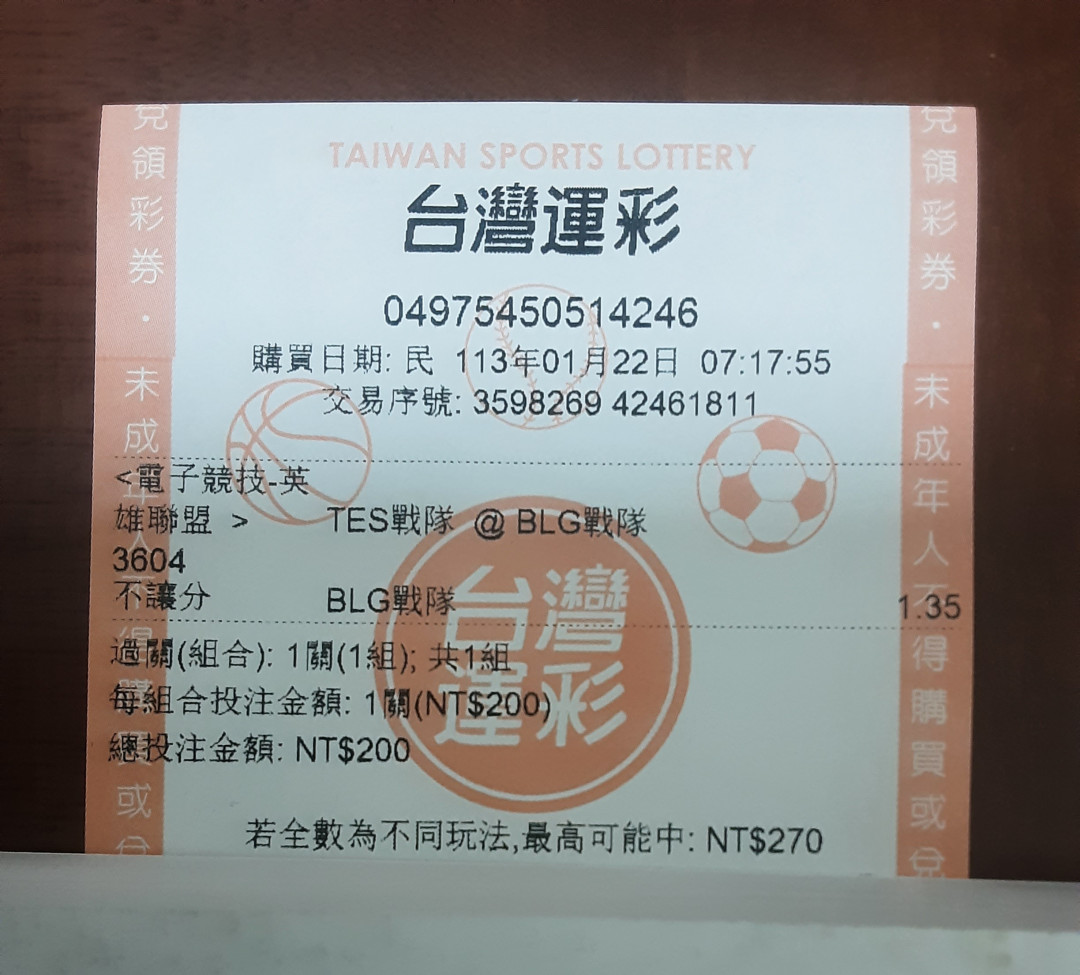 TAIWAN SPORTS LOTTERY
台灣運彩
04975450514246
購買日期: 民 113年01月22日 07:17:55
交易序號: 3598269 42461811
<電子競技-英
雄聯盟 > TES戰隊 @ BLG戰隊
3604
不讓分 BLG戰隊 1.35
過關(組合): 1關(1組); 共1組
每組合投注金額: 1關(NT$200)
總投注金額: NT$200
若全數為不同玩法,最高可能中: NT$270
台灣
運彩
兌領彩券・未成年人不得購買或兌
兌領彩券・未成年人不得購買或兌